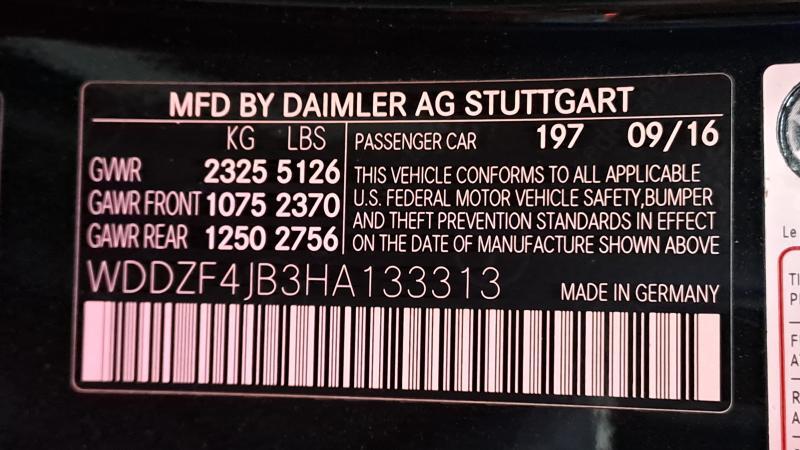 MFD BY DAIMLER AG STUTTGART
KG LBS
PASSENGER CAR 197 09/16
GVWR 2325 5126
GAWR FRONT 1075 2370
GAWR REAR 1250 2756
THIS VEHICLE CONFORMS TO ALL APPLICABLE
U.S. FEDERAL MOTOR VEHICLE SAFETY,BUMPER
AND THEFT PREVENTION STANDARDS IN EFFECT
ON THE DATE OF MANUFACTURE SHOWN ABOVE
WDDZF4JB3HA133313 MADE IN GERMANY
Le